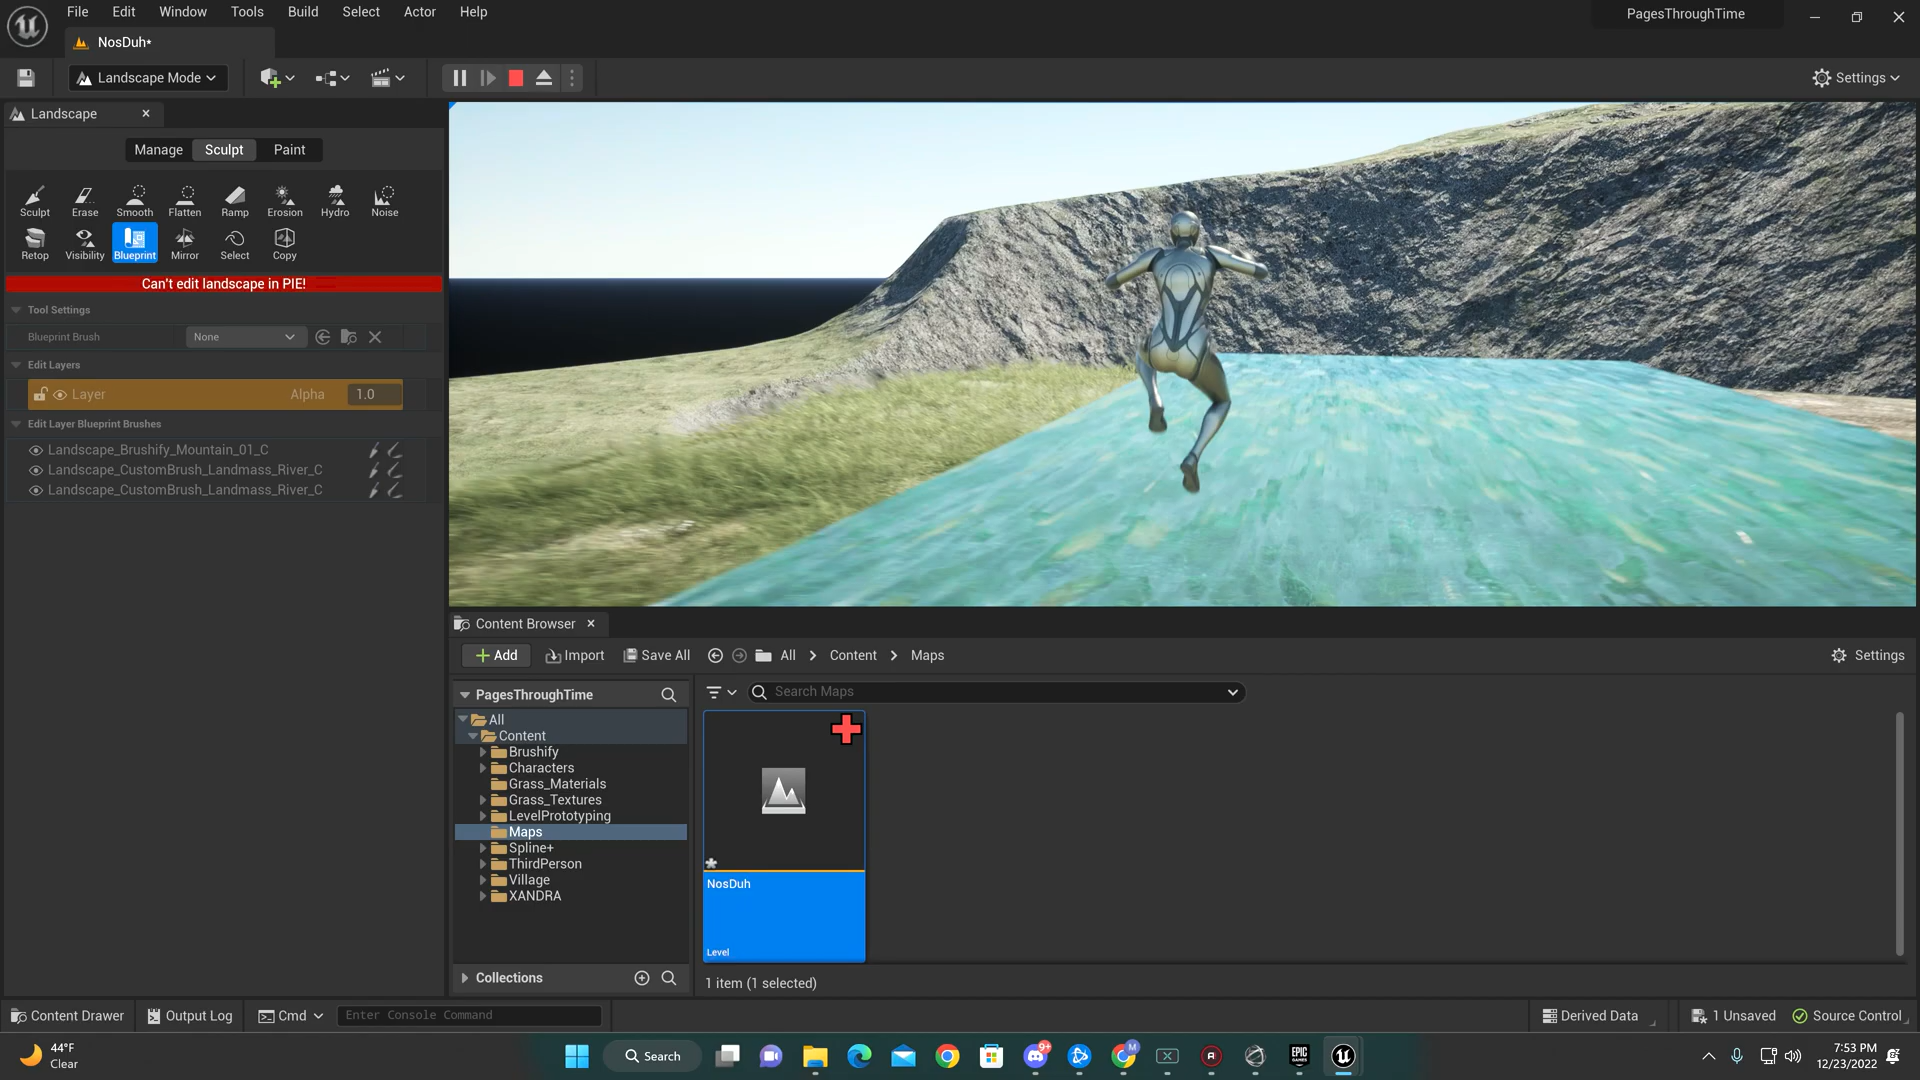 File Edit Window Tools Build Select Actor Help
PagesThroughTime
NosDuh*
Landscape Mode
Settings
Landscape
Manage Sculpt Paint
Sculpt Erase Smooth Flatten Ramp Erosion Hydro Noise
Retop Visibility Blueprint Mirror Select Copy
Can't edit landscape in PIE!
Tool Settings
Blueprint Brush None
Edit Layers
Layer Alpha 1.0
Edit Layer Blueprint Brushes
Landscape_Brushify_Mountain_01_C
Landscape_CustomBrush_Landmass_River_C
Landscape_CustomBrush_Landmass_River_C
Content Browser
Add Import Save All All Content Maps
Settings
PagesThroughTime
Search Maps
All
Content
Brushify
Characters
Grass_Materials
Grass_Textures
LevelPrototyping
Maps
Spline+
ThirdPerson
Village
XANDRA
NosDuh
Level
Collections
1 item (1 selected)
Content Drawer Output Log Cmd Enter Console Command
Derived Data 1 Unsaved Source Control
44°F
Clear
Search
9+
M
EPIC
GAMES
7:53 PM
12/23/2022